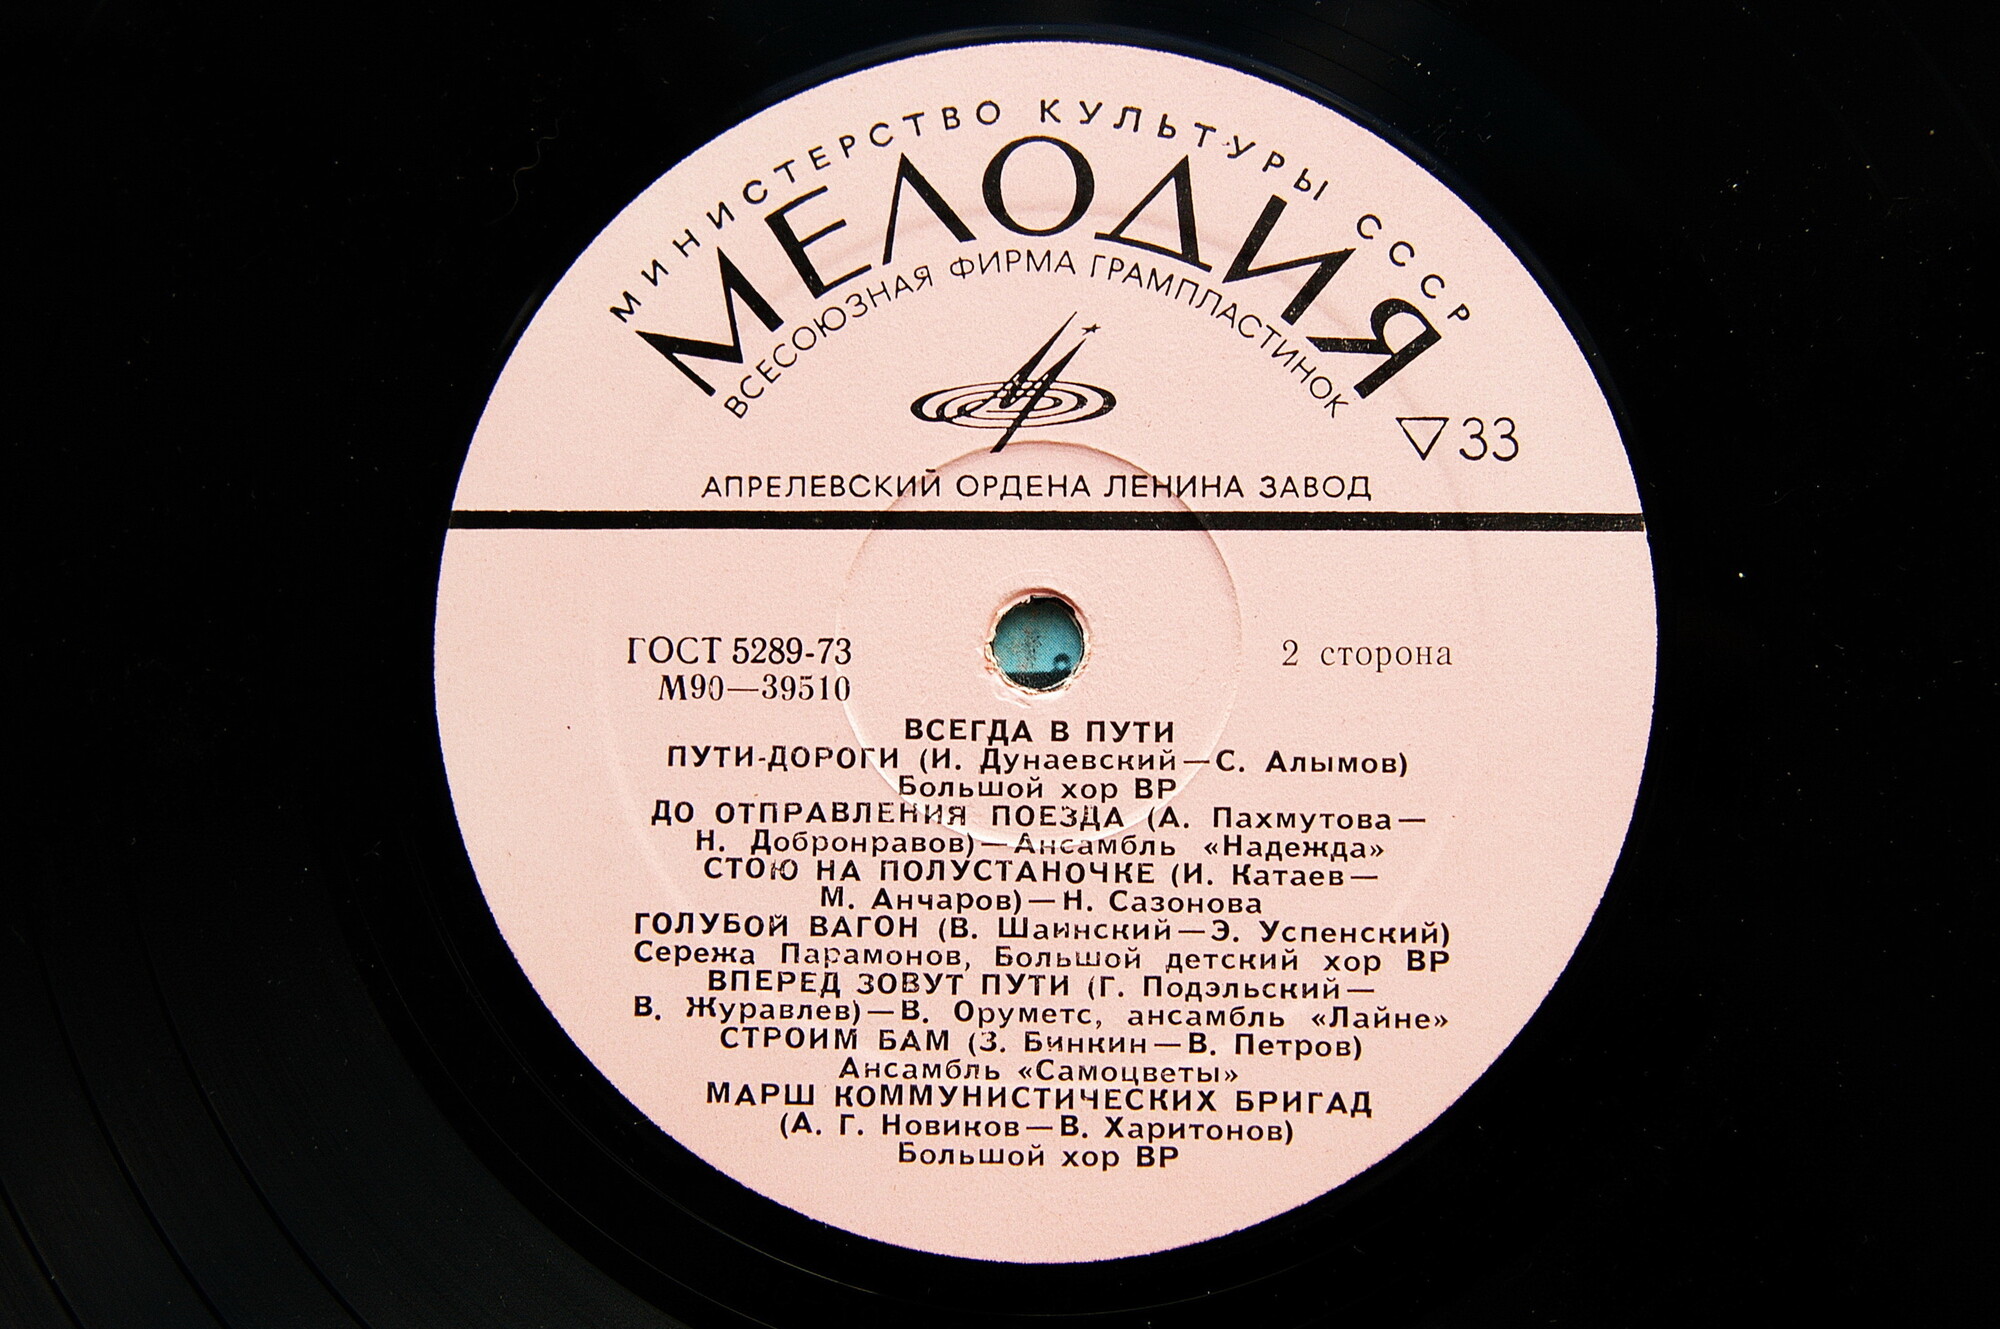 МИНИСТЕРСТВО КУЛЬТУРЫ СССР
МЕЛОДИЯ
ВСЕСОЮЗНАЯ ФИРМА ГРАМПЛАСТИНОК
▽33
АПРЕЛЕВСКИЙ ОРДЕНА ЛЕНИНА ЗАВОД
ГОСТ 5289-73
М90—39510
2 сторона
ВСЕГДА В ПУТИ
ПУТИ-ДОРОГИ (И. Дунаевский—С. Алымов)
Большой хор ВР
ДО ОТПРАВЛЕНИЯ ПОЕЗДА (А. Пахмутова—
Н. Добронравов)—Ансамбль «Надежда»
СТОЮ НА ПОЛУСТАНОЧКЕ (И. Катаев—
М. Анчаров)—Н. Сазонова
ГОЛУБОЙ ВАГОН (В. Шаинский—Э. Успенский)
Сережа Парамонов, Большой детский хор ВР
ВПЕРЕД ЗОВУТ ПУТИ (Г. Подэльский—
В. Журавлев)—В. Оруметс, ансамбль «Лайне»
СТРОИМ БАМ (З. Бинкин—В. Петров)
Ансамбль «Самоцветы»
МАРШ КОММУНИСТИЧЕСКИХ БРИГАД
(А. Г. Новиков—В. Харитонов)
Большой хор ВР